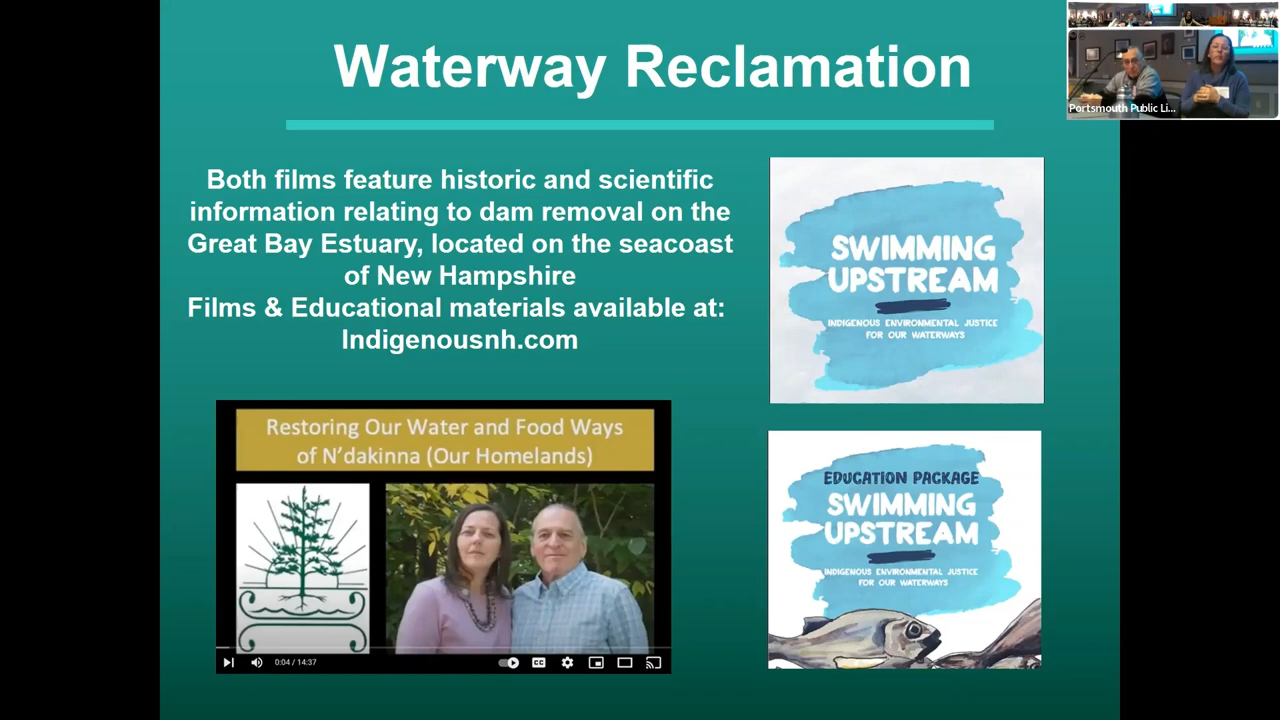 Waterway Reclamation
Portsmouth Public Li...
Both films feature historic and scientific
information relating to dam removal on the
Great Bay Estuary, located on the seacoast
of New Hampshire
Films & Educational materials available at:
Indigenousnh.com
SWIMMING
UPSTREAM
INDIGENOUS ENVIRONMENTAL JUSTICE
FOR OUR WATERWAYS
Restoring Our Water and Food Ways
of N'dakinna (Our Homelands)
0:04 / 14:37
CC
EDUCATION PACKAGE
SWIMMING
UPSTREAM
INDIGENOUS ENVIRONMENTAL JUSTICE
FOR OUR WATERWAYS